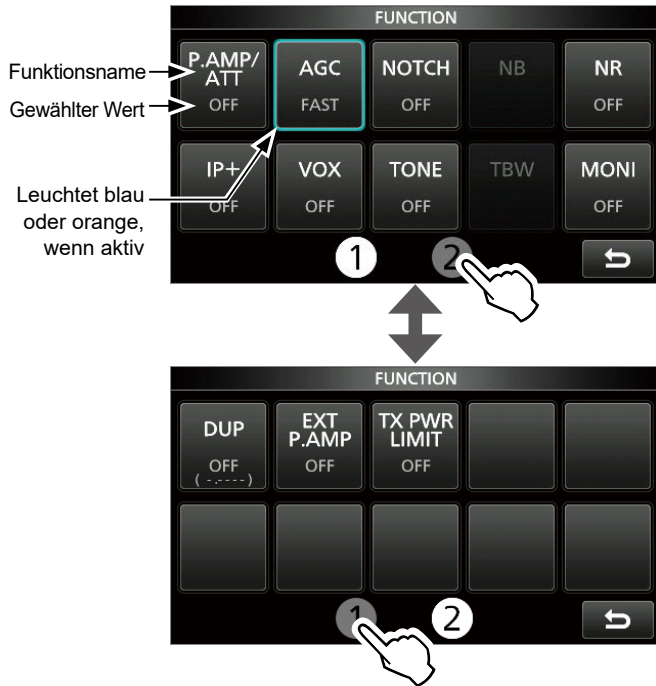 FUNCTION
P.AMP/
ATT
OFF
AGC
FAST
NOTCH
OFF
NB
NR
OFF
IP+
OFF
VOX
OFF
TONE
OFF
TBW
MONI
OFF
1
2
Funktionsname
Gewählter Wert
Leuchtet blau
oder orange,
wenn aktiv
FUNCTION
DUP
OFF
( -.----)
EXT
P.AMP
OFF
TX PWR
LIMIT
OFF
1
2